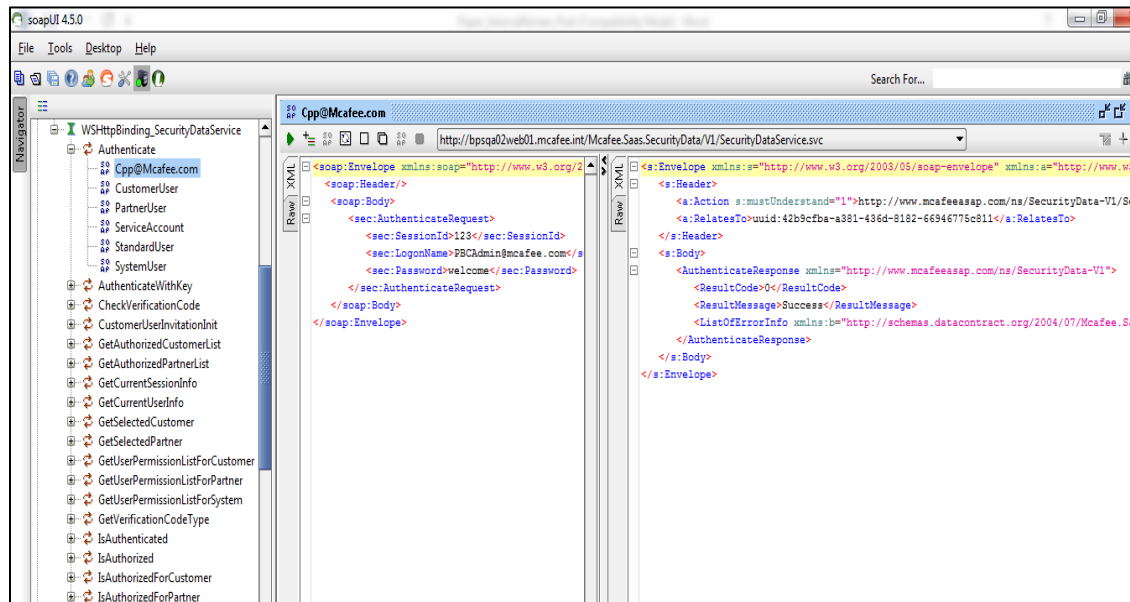 soapUI 4.5.0
File Tools Desktop Help
Search For...
Navigator
WSHttpBinding_SecurityDataService
Authenticate
Cpp@Mcafee.com
CustomerUser
PartnerUser
ServiceAccount
StandardUser
SystemUser
AuthenticateWithKey
CheckVerificationCode
CustomerUserInvitationInit
GetAuthorizedCustomerList
GetAuthorizedPartnerList
GetCurrentSessionInfo
GetCurrentUserInfo
GetSelectedCustomer
GetSelectedPartner
GetUserPermissionListForCustomer
GetUserPermissionListForPartner
GetUserPermissionListForSystem
GetVerificationCodeType
IsAuthenticated
IsAuthorized
IsAuthorizedForCustomer
IsAuthorizedForPartner
Cpp@Mcafee.com
http://bpsqa02web01.mcafee.int/Mcafee.Saas.SecurityData/V1/SecurityDataService.svc
XML
Raw
<soap:Envelope xmlns:soap="http://www.w3.org/2
<soap:Header/>
<soap:Body>
<sec:AuthenticateRequest>
<sec:SessionId>123</sec:SessionId>
<sec:LogonName>PBCAdmin@mcafee.com</s
<sec:Password>welcome</sec:Password>
</sec:AuthenticateRequest>
</soap:Body>
</soap:Envelope>
XML
Raw
<s:Envelope xmlns:s="http://www.w3.org/2003/05/soap-envelope" xmlns:a="http://www.w
<s:Header>
<a:Action s:mustUnderstand="1">http://www.mcafeeasap.com/ns/SecurityData-V1/S
<a:RelatesTo>uuid:42b9cfba-a381-436d-8182-66946775c811</a:RelatesTo>
</s:Header>
<s:Body>
<AuthenticateResponse xmlns="http://www.mcafeeasap.com/ns/SecurityData-V1">
<ResultCode>0</ResultCode>
<ResultMessage>Success</ResultMessage>
<ListOfErrorInfo xmlns:b="http://schemas.datacontract.org/2004/07/Mcafee.S
</AuthenticateResponse>
</s:Body>
</s:Envelope>